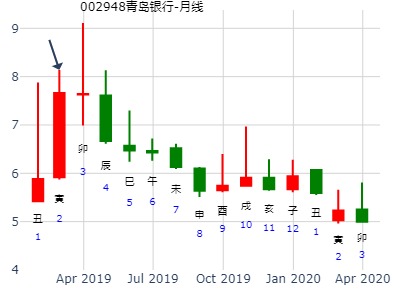 002948青岛银行-月线
9
8
7
6
5
4
丑
1
寅
2
卯
3
辰
4
巳
5
午
6
未
7
申
8
酉
9
戌
10
亥
11
子
12
丑
1
寅
2
卯
3
Apr 2019
Jul 2019
Oct 2019
Jan 2020
Apr 2020